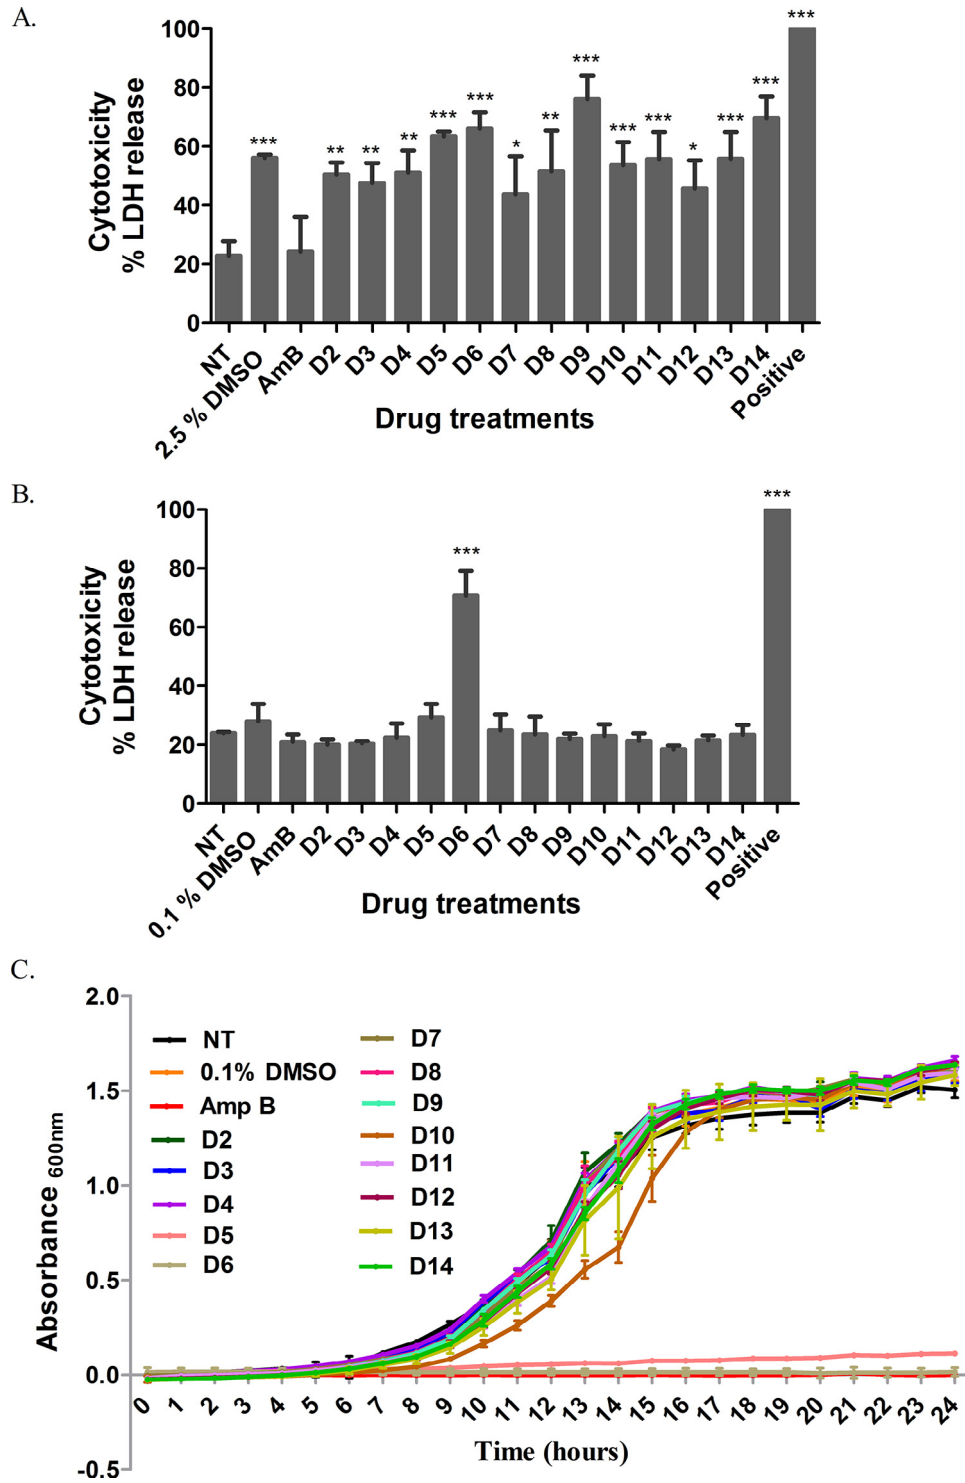 A.
***
***
***
***
**
**
**
***
***
*
**
***
***
*
***
100
80
60
40
20
0
Cytotoxicity
% LDH release
NT
2.5 % DMSO
AmB
D2
D3
D4
D5
D6
D7
D8
D9
D10
D11
D12
D13
D14
Positive
Drug treatments
B.
***
***
100
80
60
40
20
0
Cytotoxicity
% LDH release
NT
0.1 % DMSO
AmB
D2
D3
D4
D5
D6
D7
D8
D9
D10
D11
D12
D13
D14
Positive
Drug treatments
C.
2.0
1.5
1.0
0.5
0.0
-0.5
Absorbance 600nm
NT
0.1% DMSO
Amp B
D2
D3
D4
D5
D6
D7
D8
D9
D10
D11
D12
D13
D14
0 1 2 3 4 5 6 7 8 9 10 11 12 13 14 15 16 17 18 19 20 21 22 23 24
Time (hours)